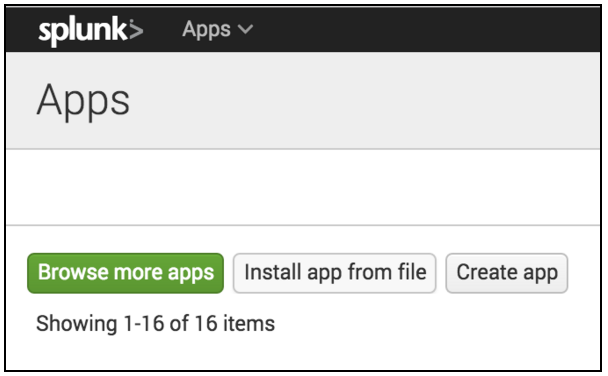 splunk> Apps
Apps
Browse more apps Install app from file Create app
Showing 1-16 of 16 items